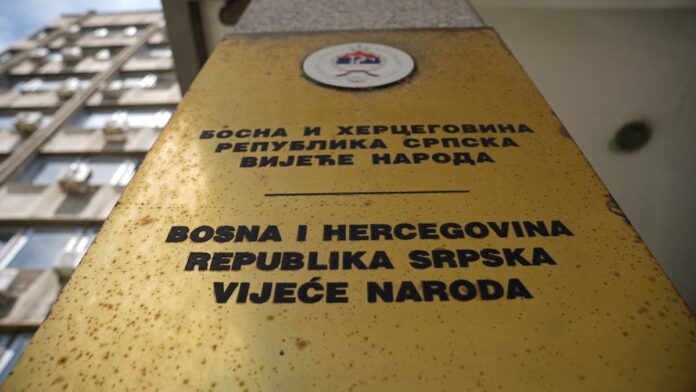 БОСНА И ХЕРЦЕГОВИНА
РЕПУБЛИКА СРПСКА
ВИЈЕЋЕ НАРОДА
BOSNA I HERCEGOVINA
REPUBLIKA SRPSKA
VIJEĆE NARODA